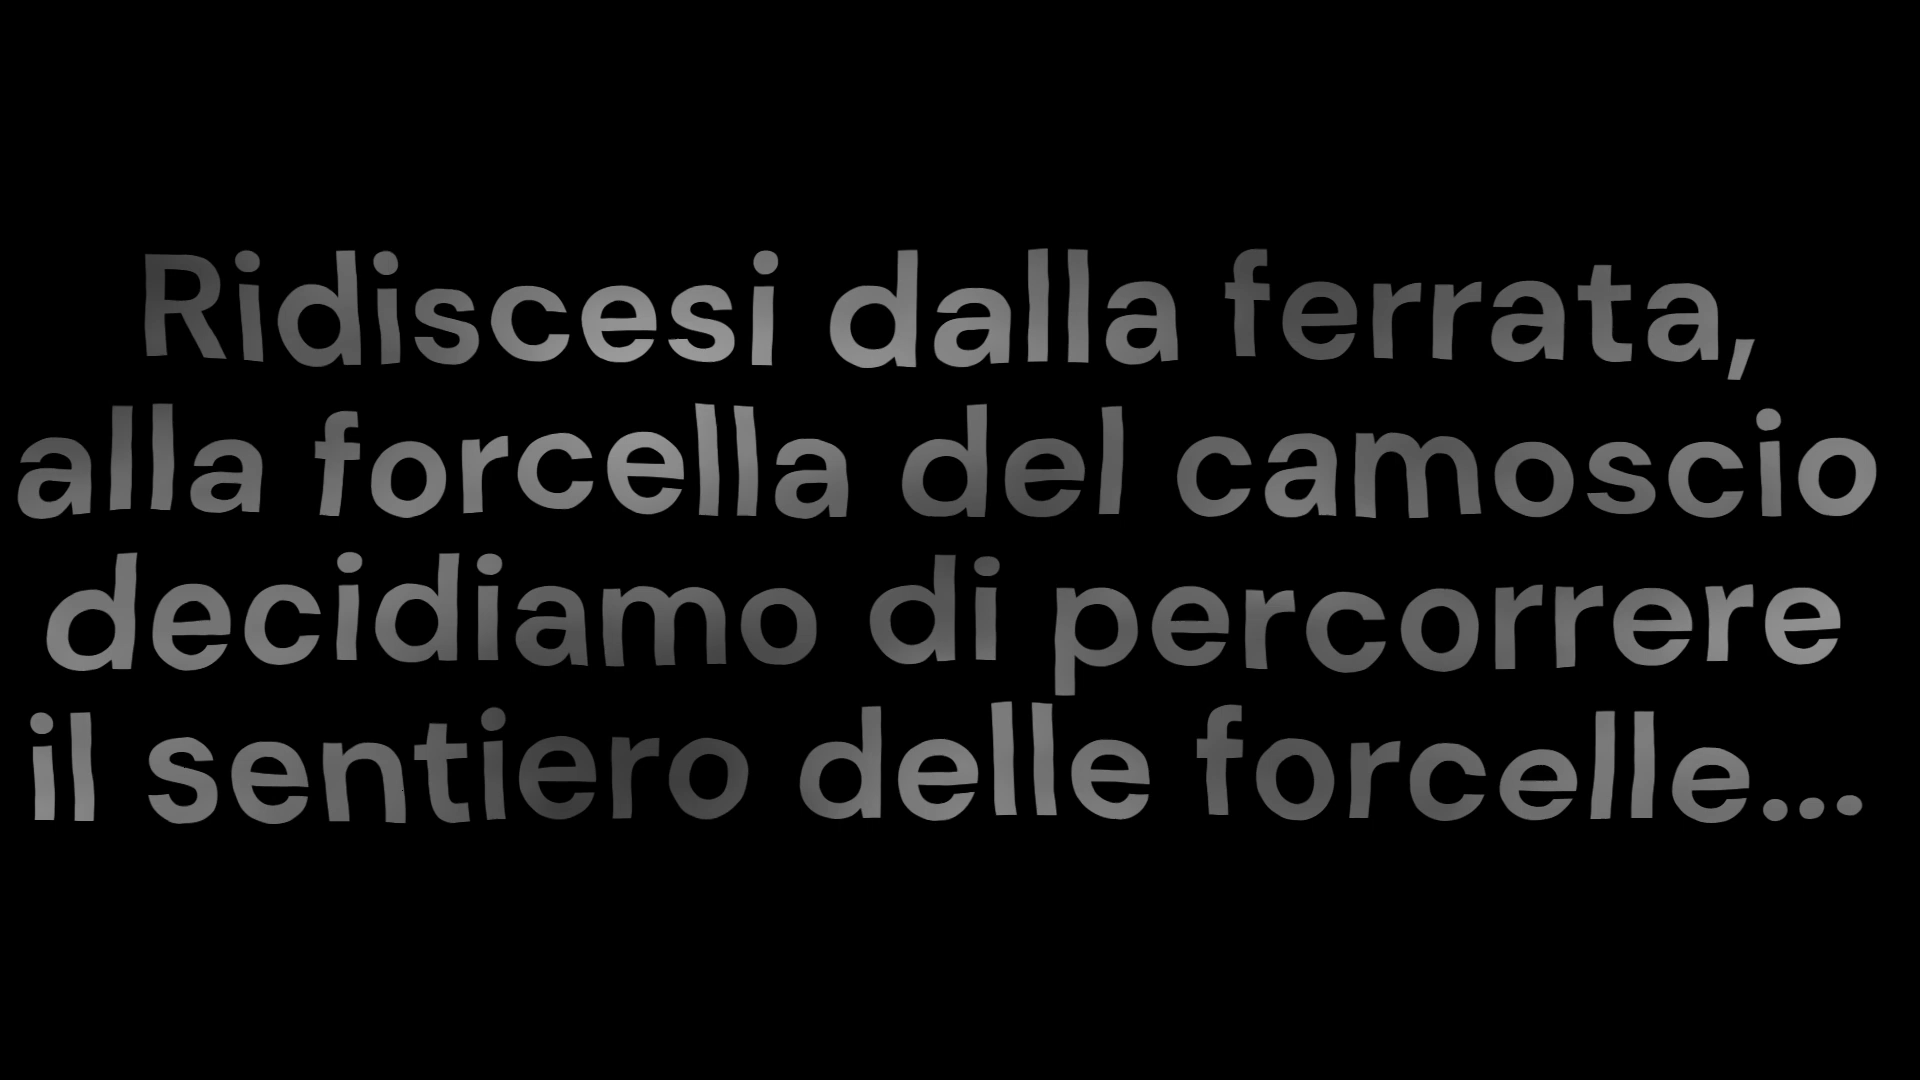 Ridiscesi dalla ferrata,
alla forcella del camoscio
decidiamo di percorrere
il sentiero delle forcelle...